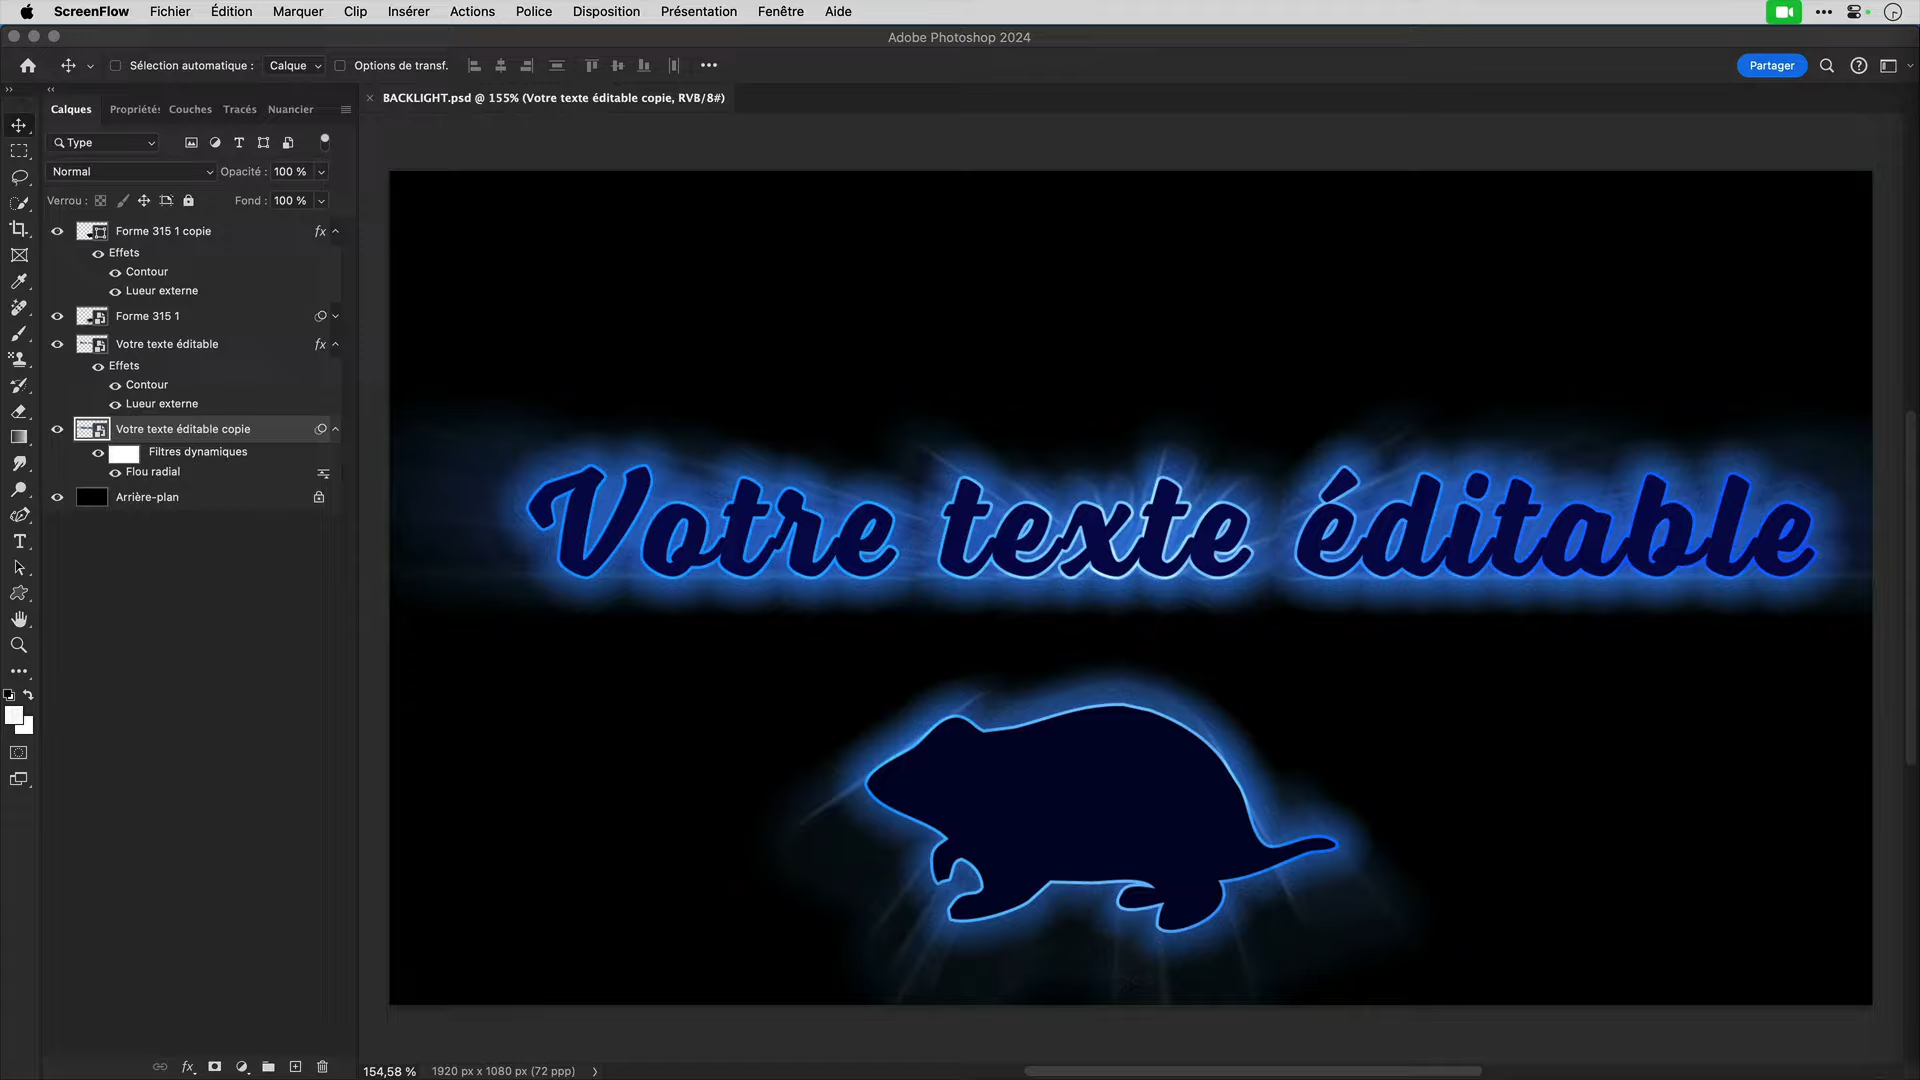 ScreenFlow Fichier Édition Marquer Clip Insérer Actions Police Disposition Présentation Fenêtre Aide
Adobe Photoshop 2024
Sélection automatique : Calque Options de transf. Partager
Calques Propriétés Couches Tracés Nuancier
BACKLIGHT.psd @ 155% (Votre texte éditable copie, RVB/8#)
Type
Normal Opacité : 100 %
Verrou : Fond : 100 %
Forme 315 1 copie fx
Effets
Contour
Lueur externe
Forme 315 1
Votre texte éditable fx
Effets
Contour
Lueur externe
Votre texte éditable copie
Filtres dynamiques
Flou radial
Arrière-plan
Votre texte éditable
fx
154,58 % 1920 px x 1080 px (72 ppp)